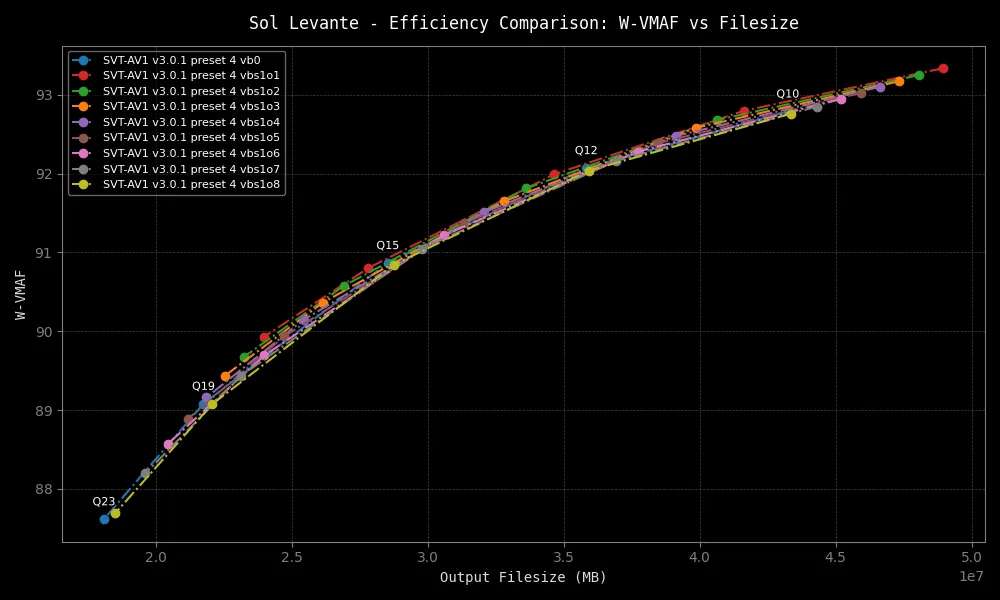 Sol Levante - Efficiency Comparison: W-VMAF vs Filesize
SVT-AV1 v3.0.1 preset 4 vb0
SVT-AV1 v3.0.1 preset 4 vbs1o1
SVT-AV1 v3.0.1 preset 4 vbs1o2
SVT-AV1 v3.0.1 preset 4 vbs1o3
SVT-AV1 v3.0.1 preset 4 vbs1o4
SVT-AV1 v3.0.1 preset 4 vbs1o5
SVT-AV1 v3.0.1 preset 4 vbs1o6
SVT-AV1 v3.0.1 preset 4 vbs1o7
SVT-AV1 v3.0.1 preset 4 vbs1o8
Q10
Q12
Q15
Q19
Q23
W-VMAF
93
92
91
90
89
88
2.0 2.5 3.0 3.5 4.0 4.5 5.0
1e7
Output Filesize (MB)